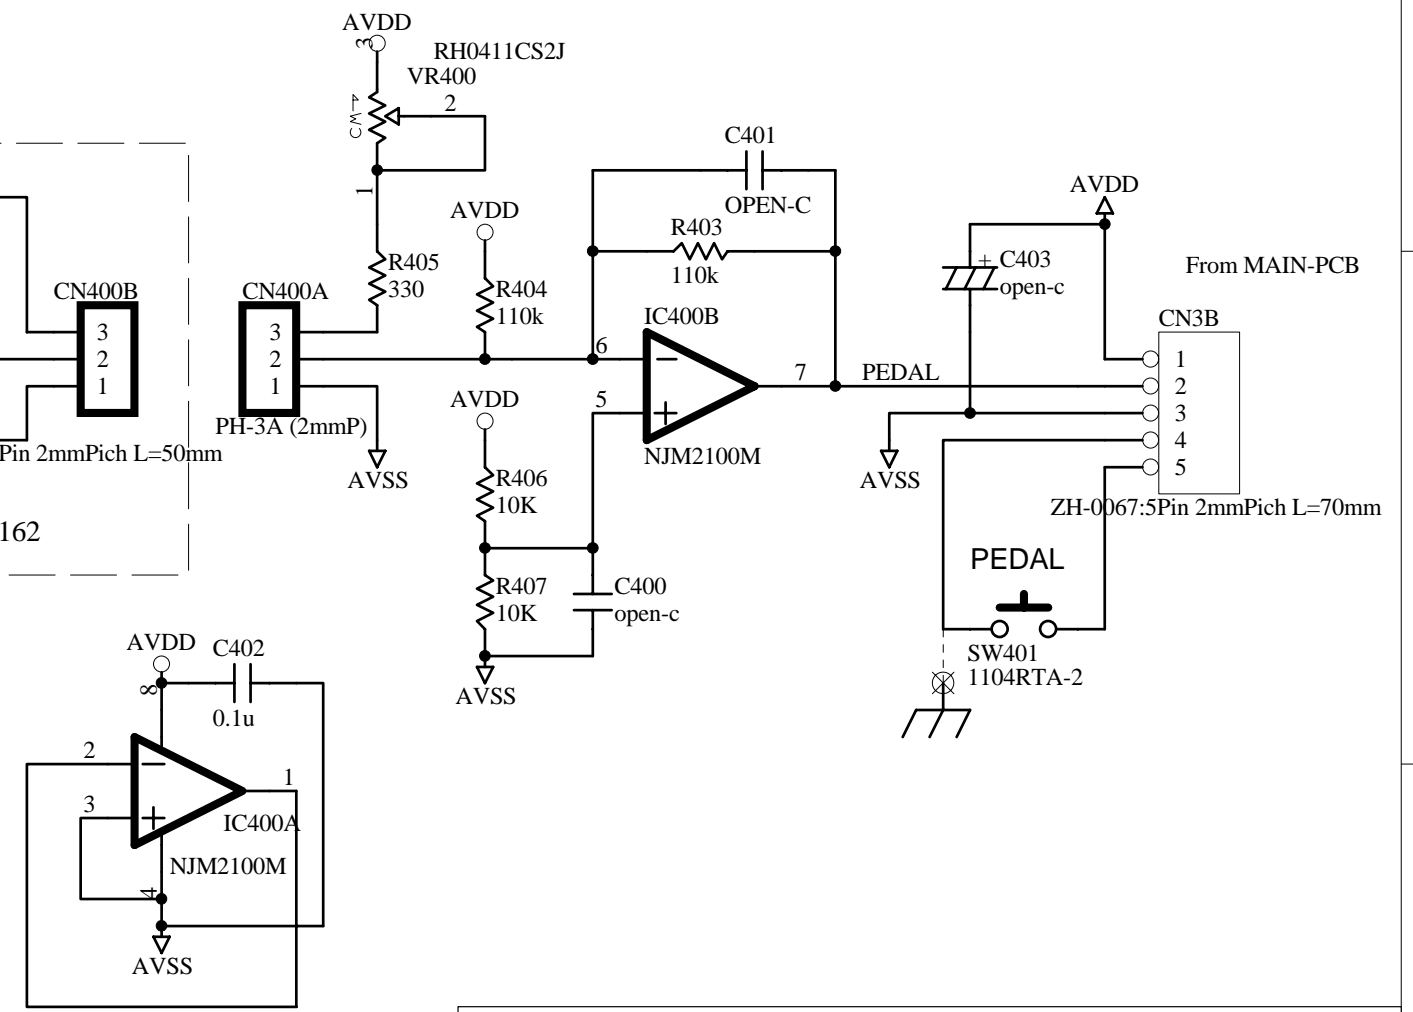 AVDD
3
RH0411CS2J
VR400
2
CW
1
C401
OPEN-C
AVDD
AVDD
R403
110k
R405
330
C403
+
open-c
From MAIN-PCB
CN400B
3
2
1
CN400A
3
2
1
PH-3A (2mmP)
R404
110k
IC400B
6
5
7
NJM2100M
PEDAL
CN3B
1
2
3
4
5
Pin 2mmPich L=50mm
AVSS
AVDD
AVSS
R406
10K
ZH-0067:5Pin 2mmPich L=70mm
162
PEDAL
R407
10K
C400
open-c
AVSS
SW401
1104RTA-2
AVDD
C402
8
0.1u
2
3
1
IC400A
NJM2100M
4
AVSS